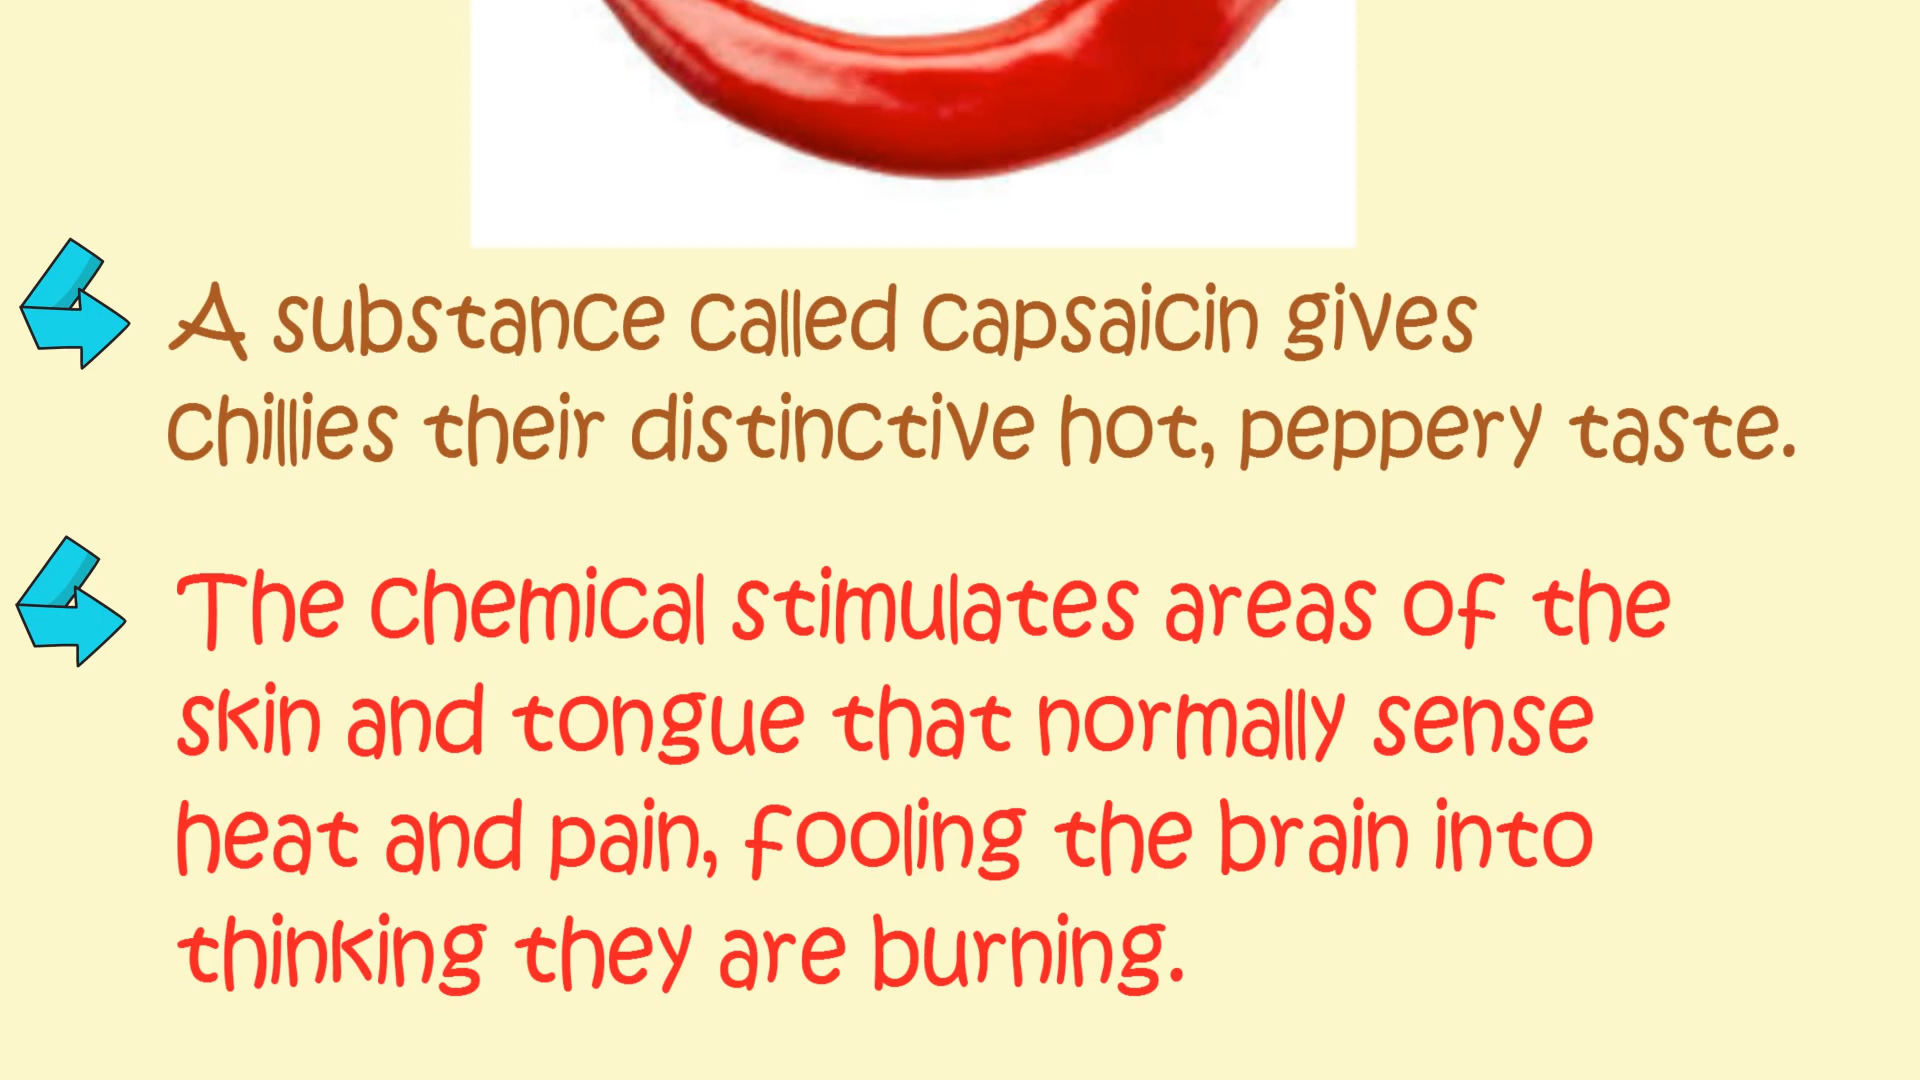 A substance called capsaicin gives
chillies their distinctive hot, peppery taste.
The chemical stimulates areas of the
skin and tongue that normally sense
heat and pain, fooling the brain into
thinking they are burning.